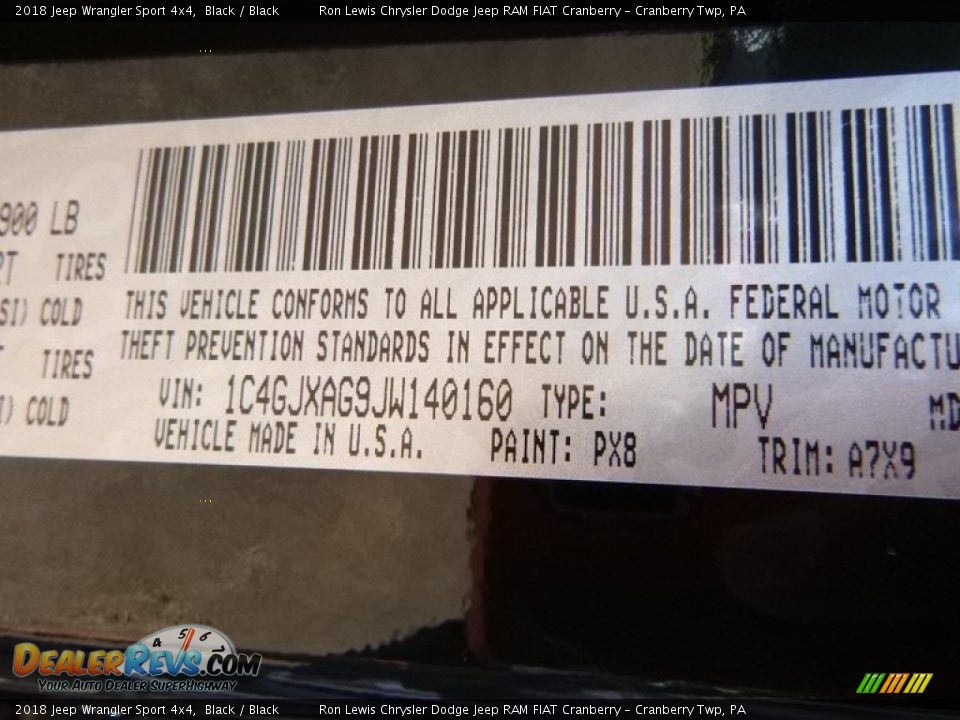 2018 Jeep Wrangler Sport 4x4, Black / Black Ron Lewis Chrysler Dodge Jeep RAM FIAT Cranberry - Cranberry Twp, PA
900 LB
TIRES
COLD
TIRES
COLD
THIS VEHICLE CONFORMS TO ALL APPLICABLE U.S.A. FEDERAL MOTOR
THEFT PREVENTION STANDARDS IN EFFECT ON THE DATE OF MANUFACTU
VIN: 1C4GJXAG9JW140160 TYPE: MPV MD
VEHICLE MADE IN U.S.A. PAINT: PX8 TRIM: A7X9
4 5 6
DEALERREVS.COM
YOUR AUTO DEALER SUPERHIGHWAY
2018 Jeep Wrangler Sport 4x4, Black / Black Ron Lewis Chrysler Dodge Jeep RAM FIAT Cranberry - Cranberry Twp, PA